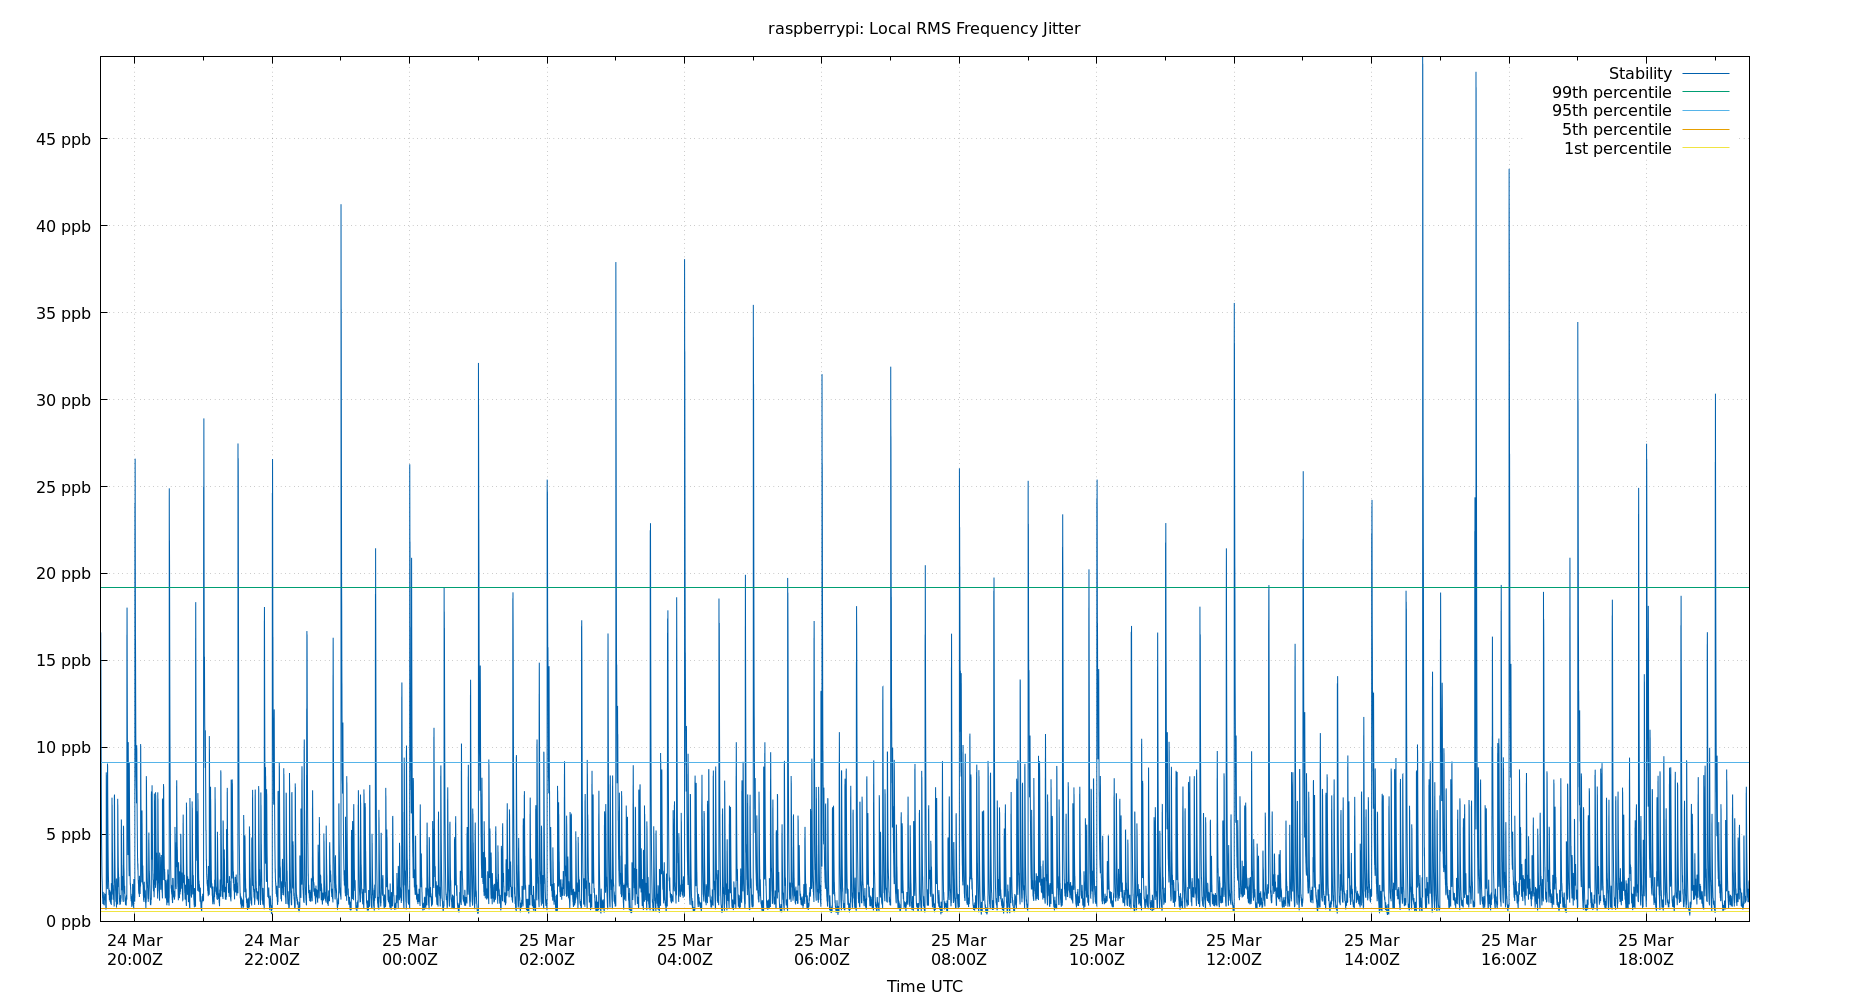 raspberrypi: Local RMS Frequency Jitter
Stability
99th percentile
95th percentile
5th percentile
1st percentile
45 ppb
40 ppb
35 ppb
30 ppb
25 ppb
20 ppb
15 ppb
10 ppb
5 ppb
0 ppb
24 Mar 24 Mar 25 Mar 25 Mar 25 Mar 25 Mar 25 Mar 25 Mar 25 Mar 25 Mar 25 Mar 25 Mar
20:00Z 22:00Z 00:00Z 02:00Z 04:00Z 06:00Z 08:00Z 10:00Z 12:00Z 14:00Z 16:00Z 18:00Z
Time UTC